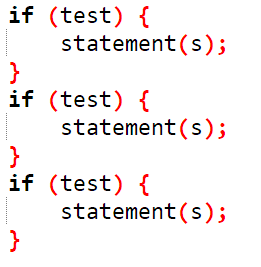 if (test) {
    statement(s);
}
if (test) {
    statement(s);
}
if (test) {
    statement(s);
}